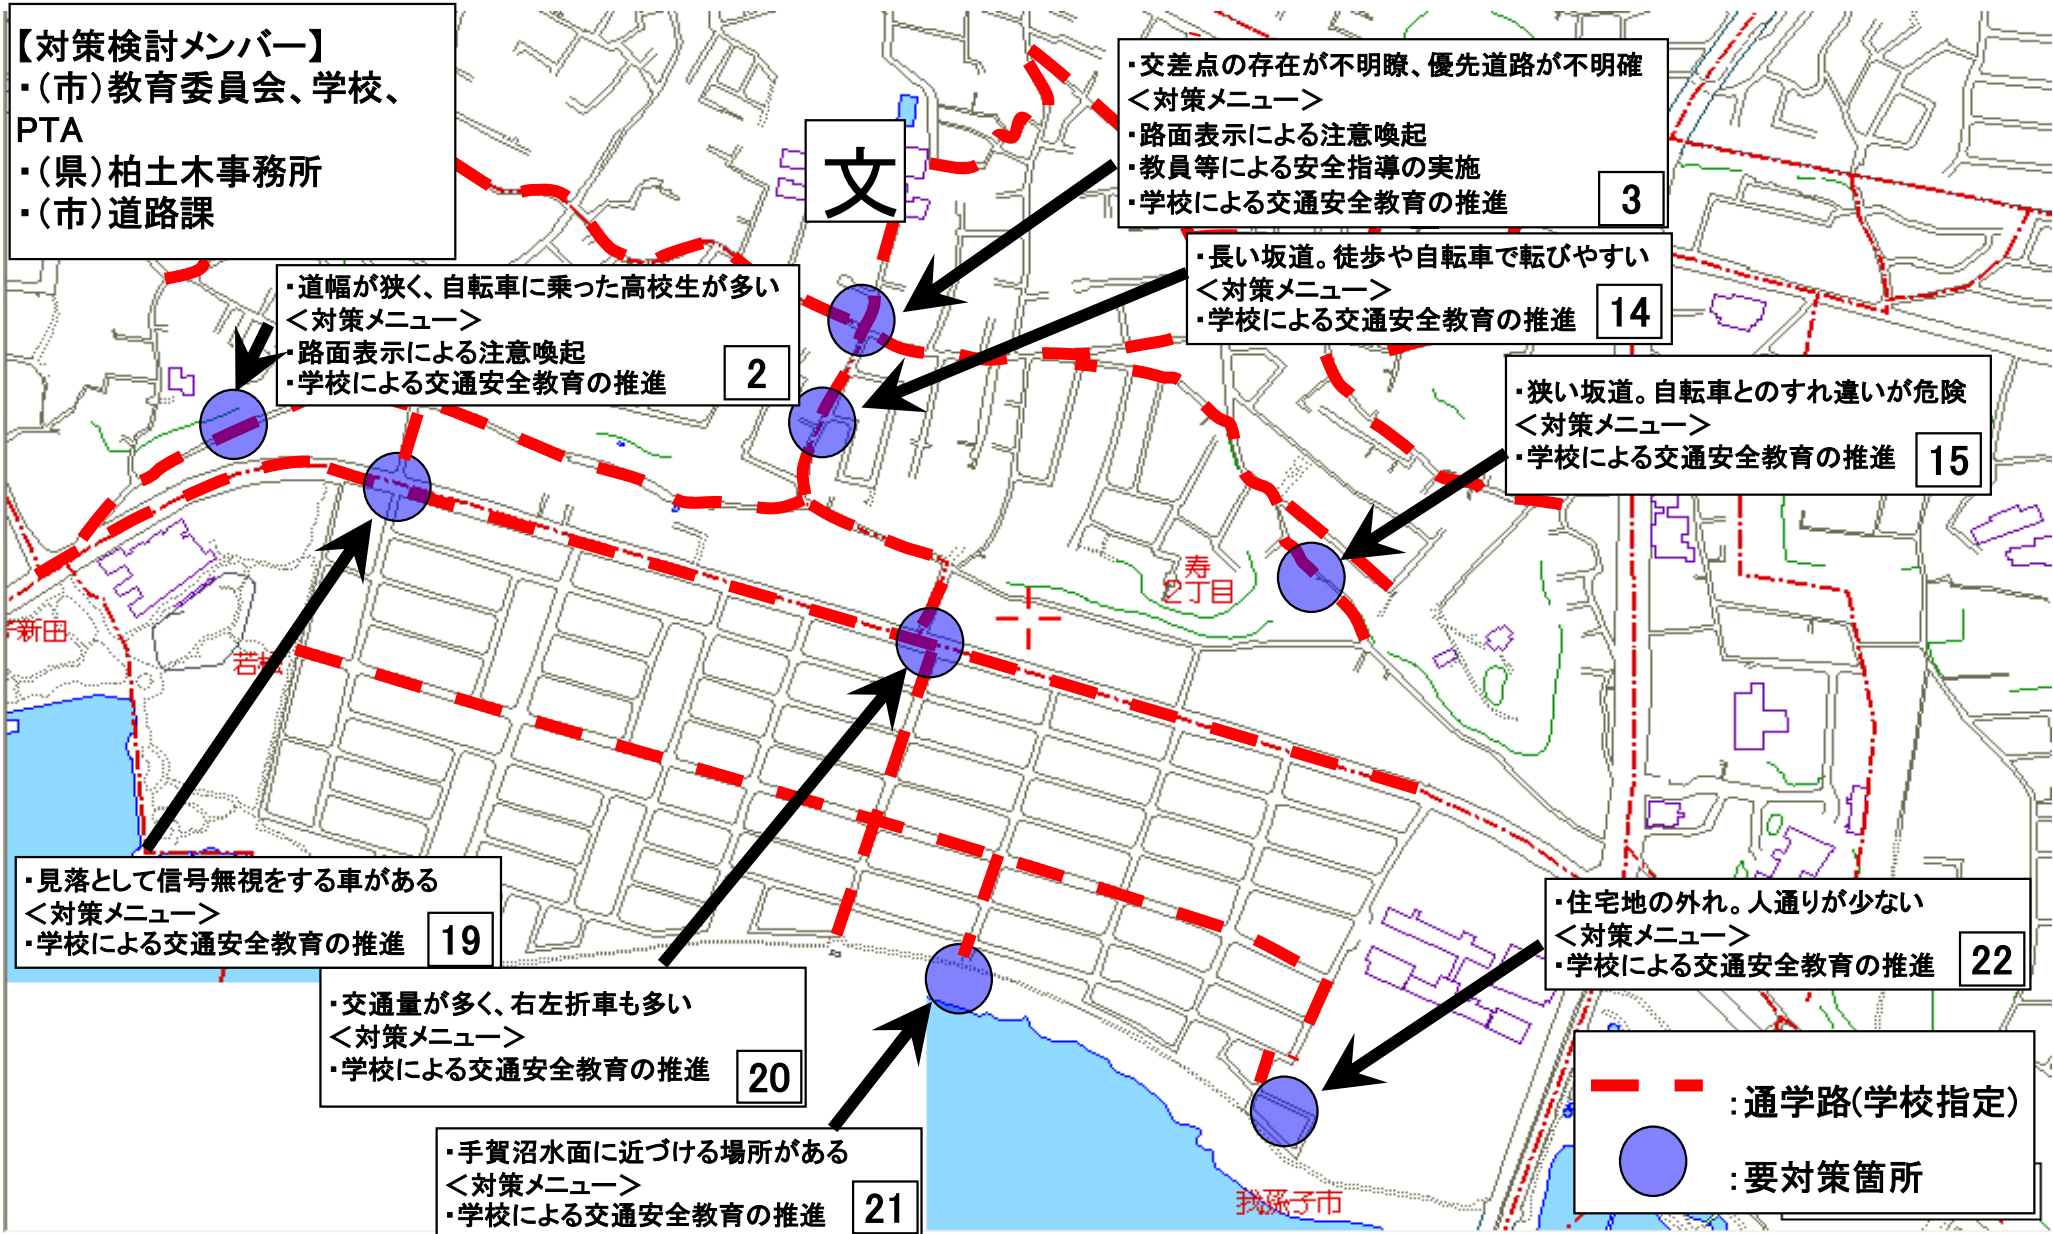 【対策検討メンバー】
・(市)教育委員会、学校、
PTA
・(県)柏土木事務所
・(市)道路課
・交差点の存在が不明瞭、優先道路が不明確
＜対策メニュー＞
・路面表示による注意喚起
・教員等による安全指導の実施
・学校による交通安全教育の推進
3
文
・長い坂道。徒歩や自転車で転びやすい
＜対策メニュー＞
・学校による交通安全教育の推進
14
・道幅が狭く、自転車に乗った高校生が多い
＜対策メニュー＞
・路面表示による注意喚起
・学校による交通安全教育の推進
2
・狭い坂道。自転車とのすれ違いが危険
＜対策メニュー＞
・学校による交通安全教育の推進
15
寿
2丁目
新田
若松
・見落として信号無視をする車がある
＜対策メニュー＞
・学校による交通安全教育の推進
19
・住宅地の外れ。人通りが少ない
＜対策メニュー＞
・学校による交通安全教育の推進
22
・交通量が多く、右左折車も多い
＜対策メニュー＞
・学校による交通安全教育の推進
20
・手賀沼水面に近づける場所がある
＜対策メニュー＞
・学校による交通安全教育の推進
21
我孫子市
:通学路(学校指定)
:要対策箇所